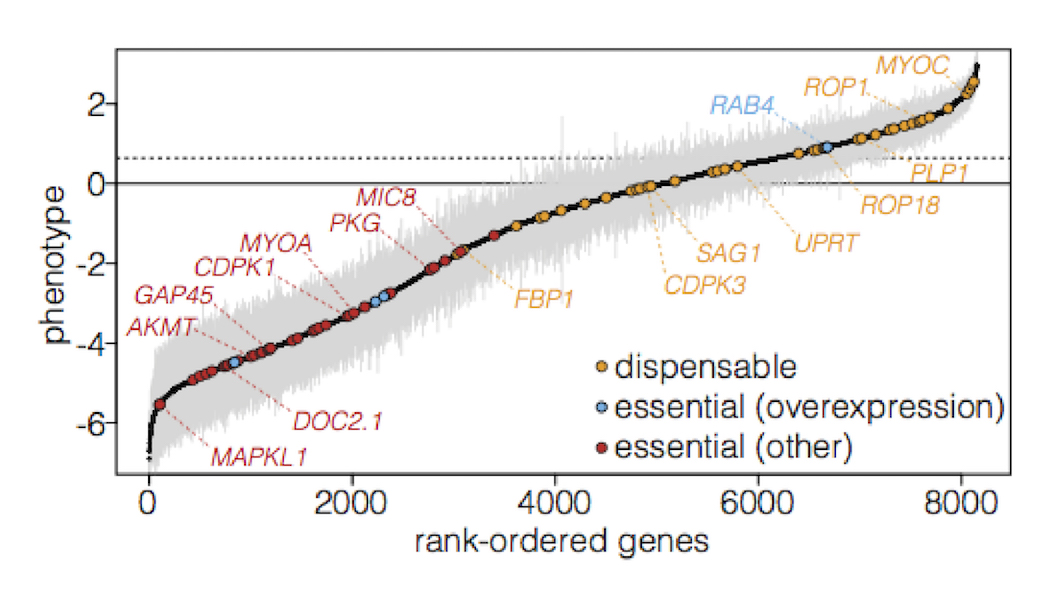 MYOC
ROP1
RAB4
2
0
PLP1
MIC8
ROP18
PKG
MYOA
UPRT
SAG1
CDPK1
-2
CDPK3
FBP1
GAP45
AKMT
-4
dispensable
essential (overexpression)
DOC2.1
-6
essential (other)
MAPKL1
phenotype
0 2000 4000 6000 8000
rank-ordered genes